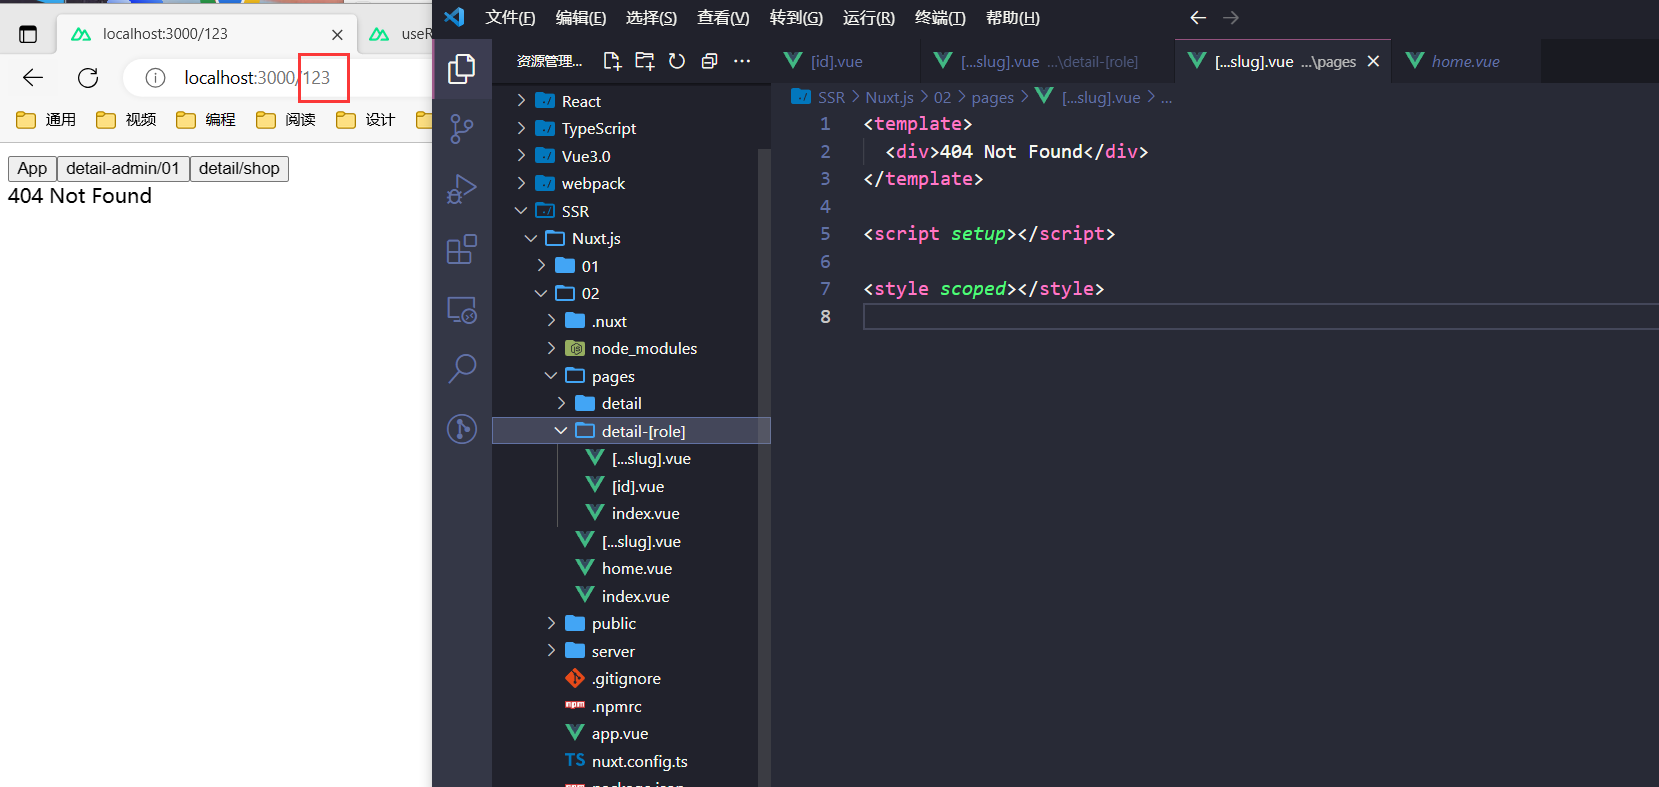 localhost:3000/123
useR
localhost:3000/123
通用
视频
编程
阅读
设计
App
detail-admin/01
detail/shop
404 Not Found
文件(F)
编辑(E)
选择(S)
查看(V)
转到(G)
运行(R)
终端(T)
帮助(H)
资源管理...
React
TypeScript
Vue3.0
webpack
SSR
Nuxt.js
01
02
.nuxt
node_modules
pages
detail
detail-[role]
[...slug].vue
[id].vue
index.vue
[...slug].vue
home.vue
index.vue
public
server
.gitignore
.npmrc
app.vue
TS nuxt.config.ts
package.json
[id].vue
[...slug].vue ...\detail-[role]
[...slug].vue ...\pages
home.vue
SSR > Nuxt.js > 02 > pages > [...slug].vue > ...
1 <template>
2 <div>404 Not Found</div>
3 </template>
4
5 <script setup></script>
6
7 <style scoped></style>
8